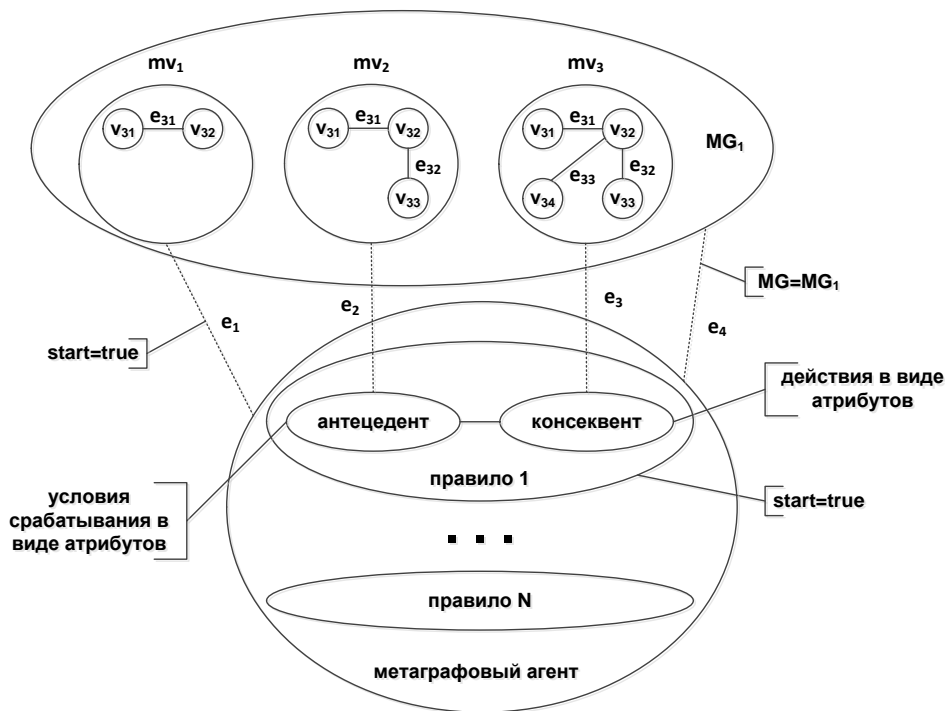 mv₁
mv₂
mv₃
v₃₁ e₃₁ v₃₂
v₃₁ e₃₁ v₃₂
e₃₂
v₃₃
v₃₁ e₃₁ v₃₂
e₃₃
e₃₂
v₃₄
v₃₃
MG₁
MG=MG₁
e₁
e₂
e₃
e₄
start=true
антецедент
консеквент
действия в виде
атрибутов
правило 1
условия
срабатывания в
виде атрибутов
start=true
. . .
правило N
метаграфовый агент